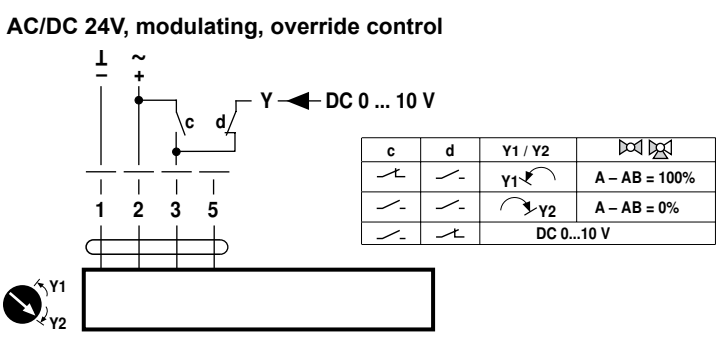 AC/DC 24V, modulating, override control
⊥ ~
− +
Y DC 0 ... 10 V
c d
c d Y1 / Y2
Y1 A – AB = 100%
Y2 A – AB = 0%
DC 0...10 V
1 2 3 5
Y1
Y2